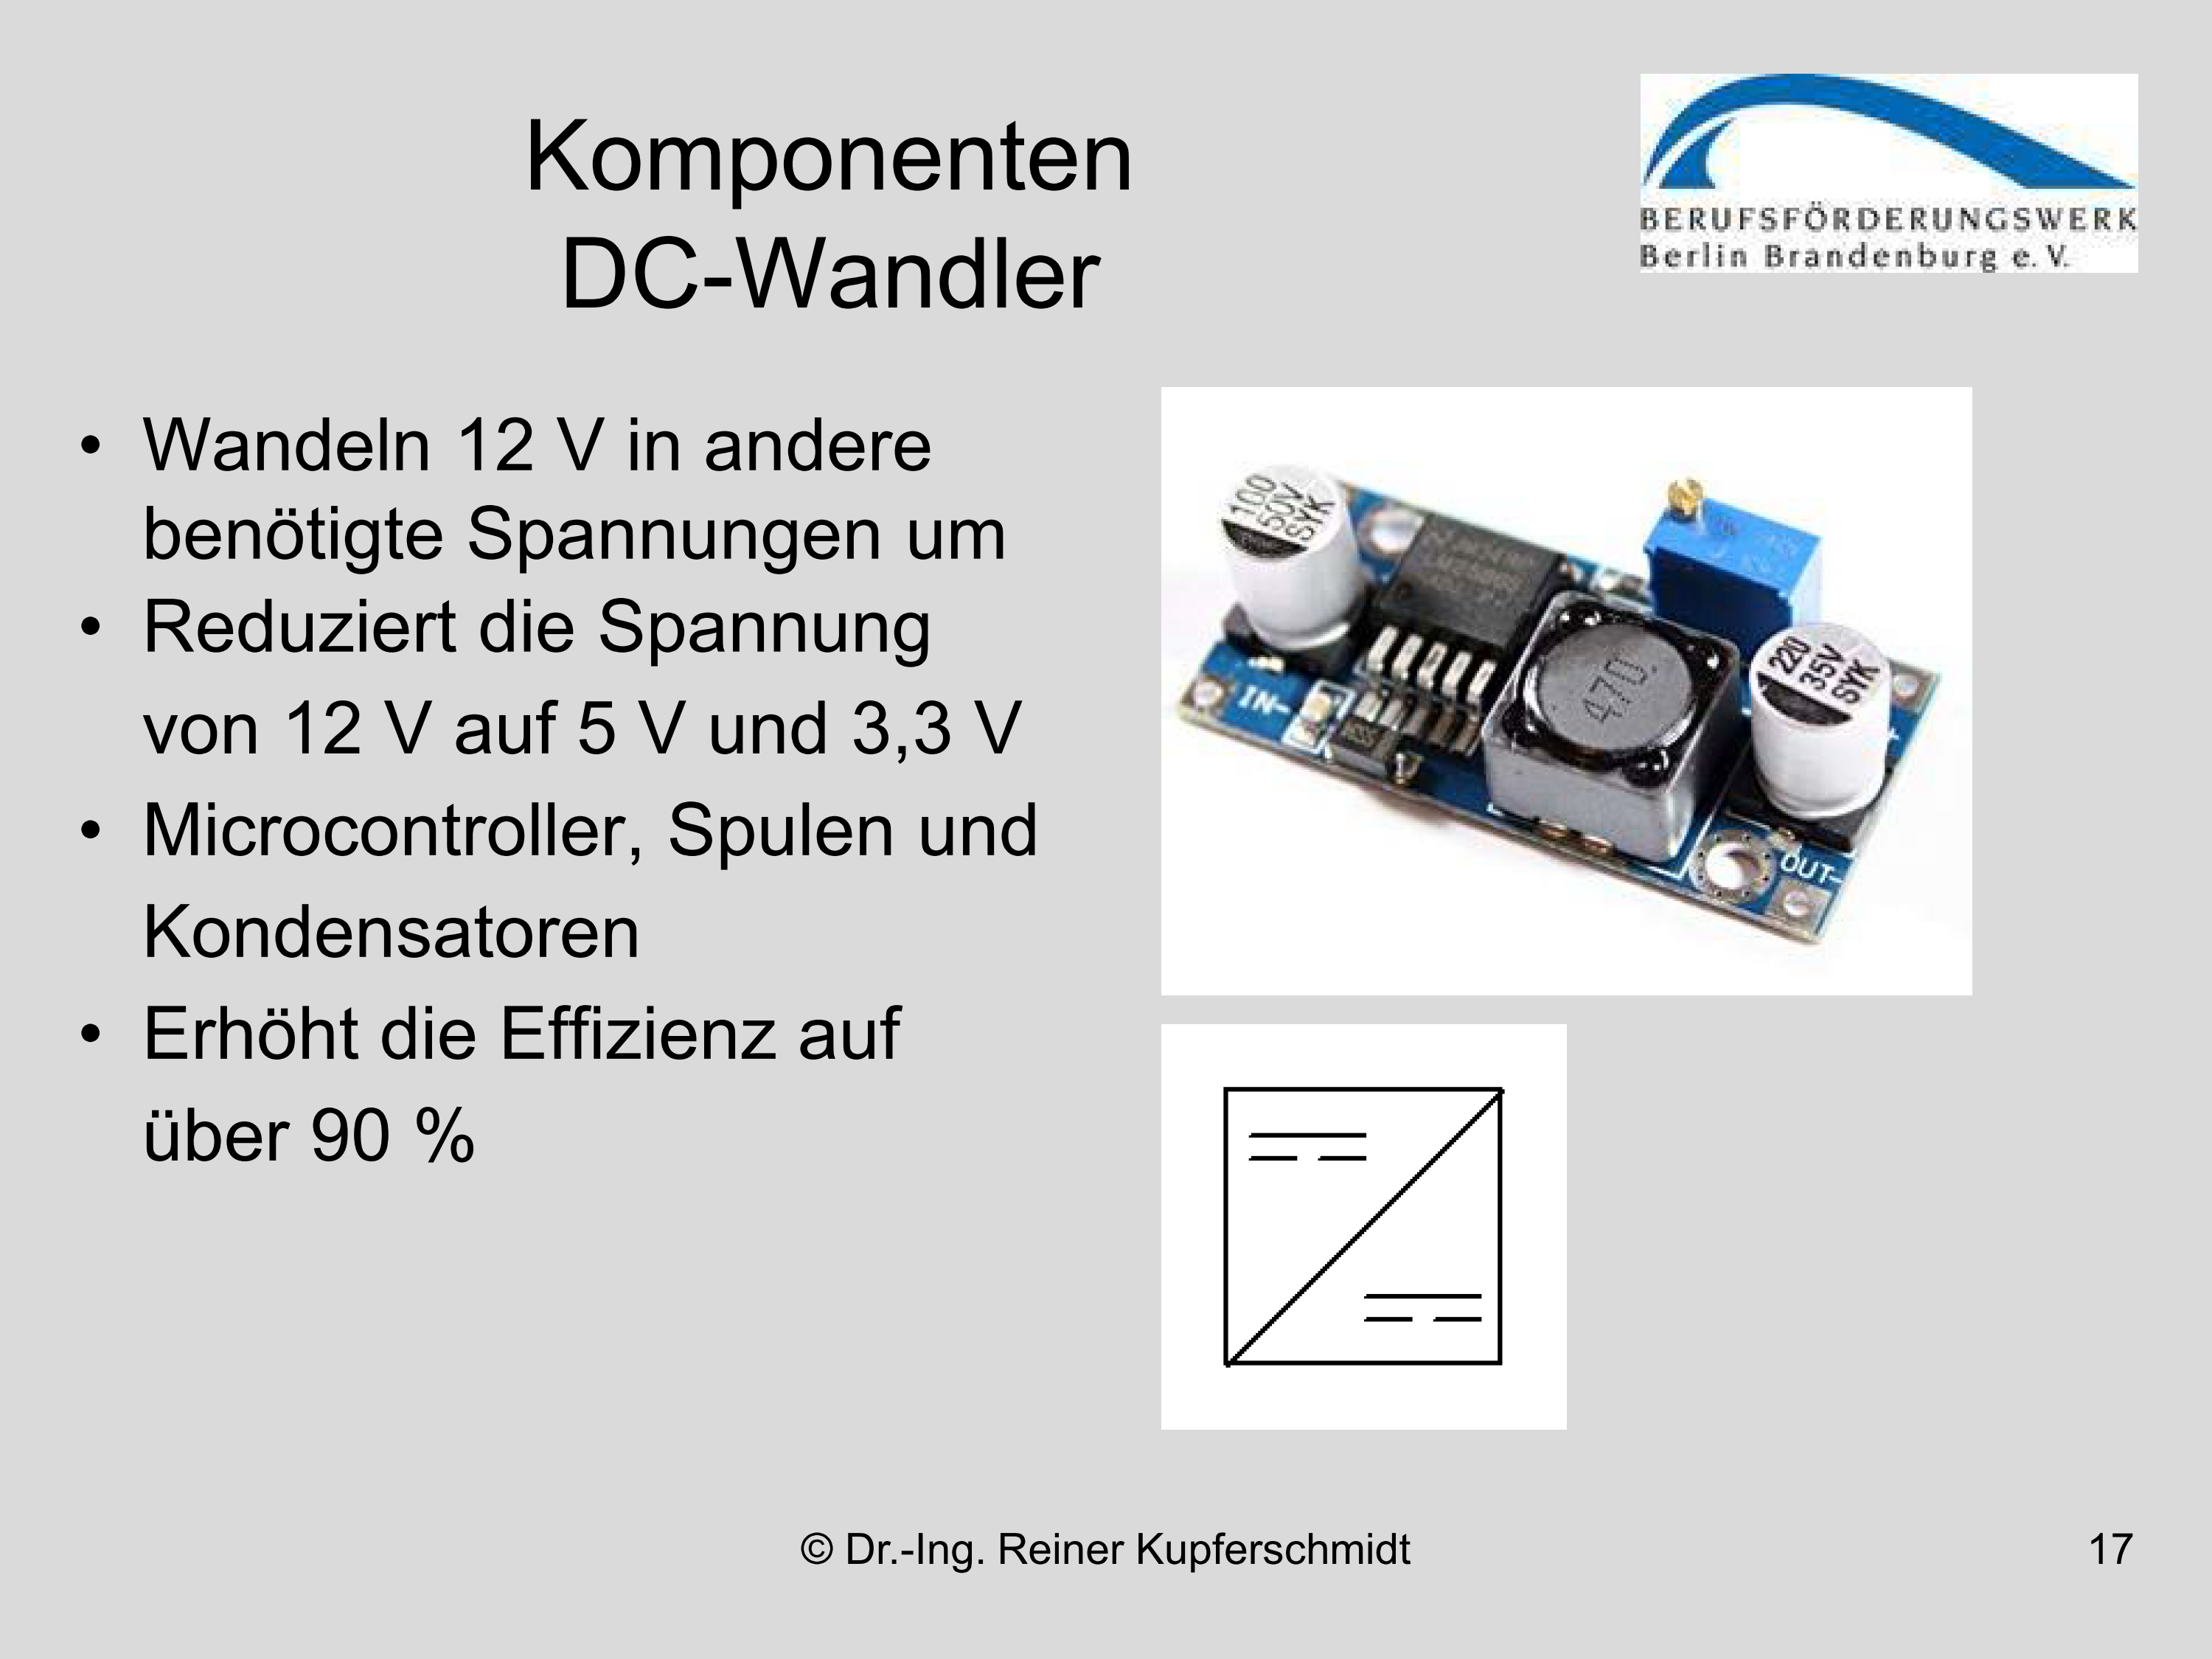 Komponenten
DC-Wandler
BERUFSFÖRDERUNGSWERK
Berlin Brandenburg e. V.
• Wandeln 12 V in andere
benötigte Spannungen um
• Reduziert die Spannung
von 12 V auf 5 V und 3,3 V
• Microcontroller, Spulen und
Kondensatoren
• Erhöht die Effizienz auf
über 90 %
100
50V
SYK
IN-
470
220
35V
SYK
+
OUT-
© Dr.-Ing. Reiner Kupferschmidt
17